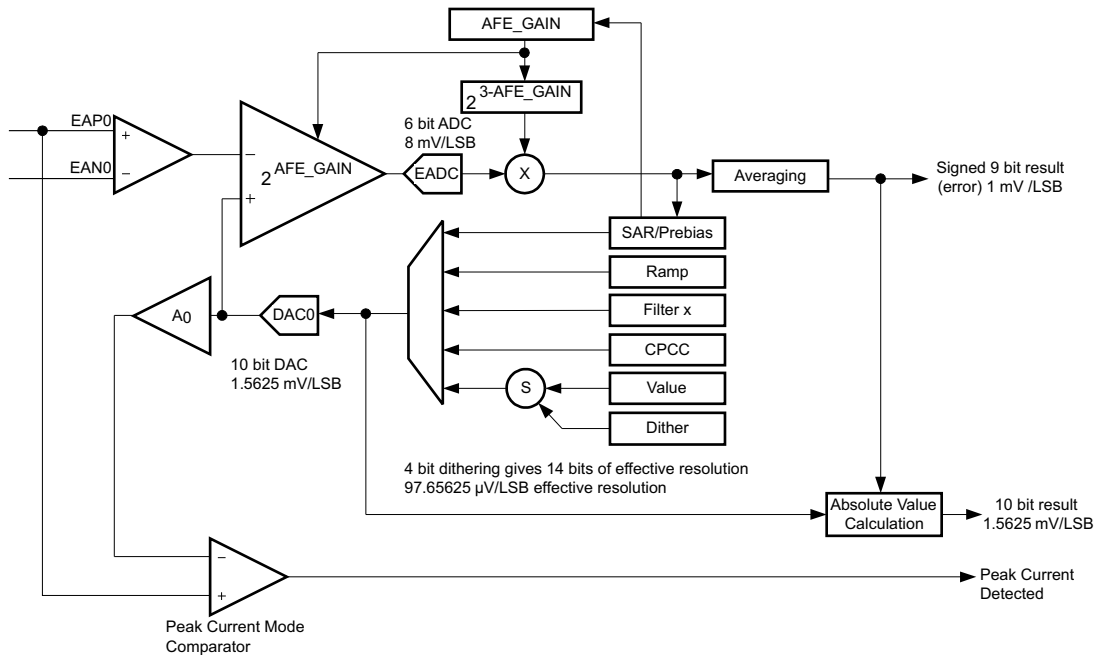 AFE_GAIN
2 3-AFE_GAIN
EAP0
+
EAN0
–
6 bit ADC
8 mV/LSB
–
2 AFE_GAIN
+
EADC
X
Averaging
Signed 9 bit result
(error) 1 mV /LSB
SAR/Prebias
Ramp
Filter x
CPCC
Value
Dither
S
A0
DAC0
10 bit DAC
1.5625 mV/LSB
4 bit dithering gives 14 bits of effective resolution
97.65625 μV/LSB effective resolution
Absolute Value
Calculation
10 bit result
1.5625 mV/LSB
–
+
Peak Current
Detected
Peak Current Mode
Comparator